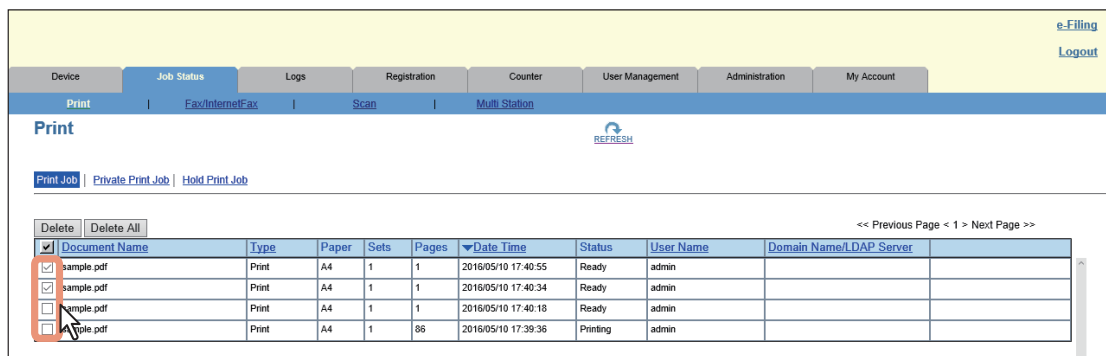 e-Filing
Logout
Device Job Status Logs Registration Counter User Management Administration My Account
Print | Fax/InternetFax | Scan | Multi Station
Print
REFRESH
Print Job | Private Print Job | Hold Print Job
Delete Delete All << Previous Page < 1 > Next Page >>
Document Name Type Paper Sets Pages Date Time Status User Name Domain Name/LDAP Server
sample.pdf Print A4 1 1 2016/05/10 17:40:55 Ready admin
sample.pdf Print A4 1 1 2016/05/10 17:40:34 Ready admin
sample.pdf Print A4 1 1 2016/05/10 17:40:18 Ready admin
sample.pdf Print A4 1 86 2016/05/10 17:39:36 Printing admin